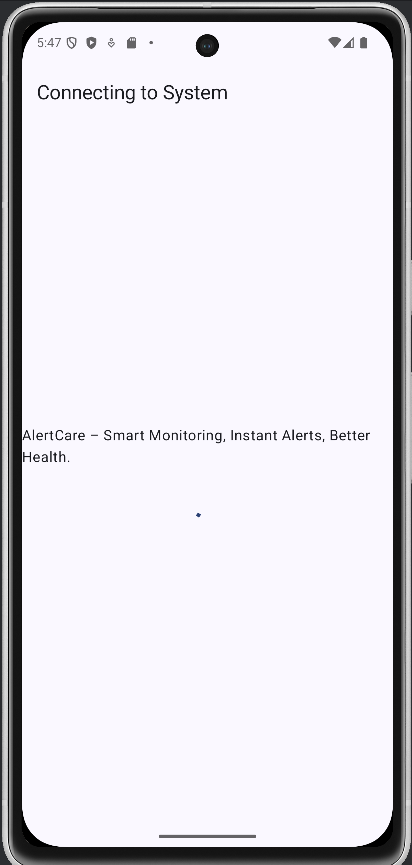 5:47
Connecting to System
AlertCare – Smart Monitoring, Instant Alerts, Better
Health.